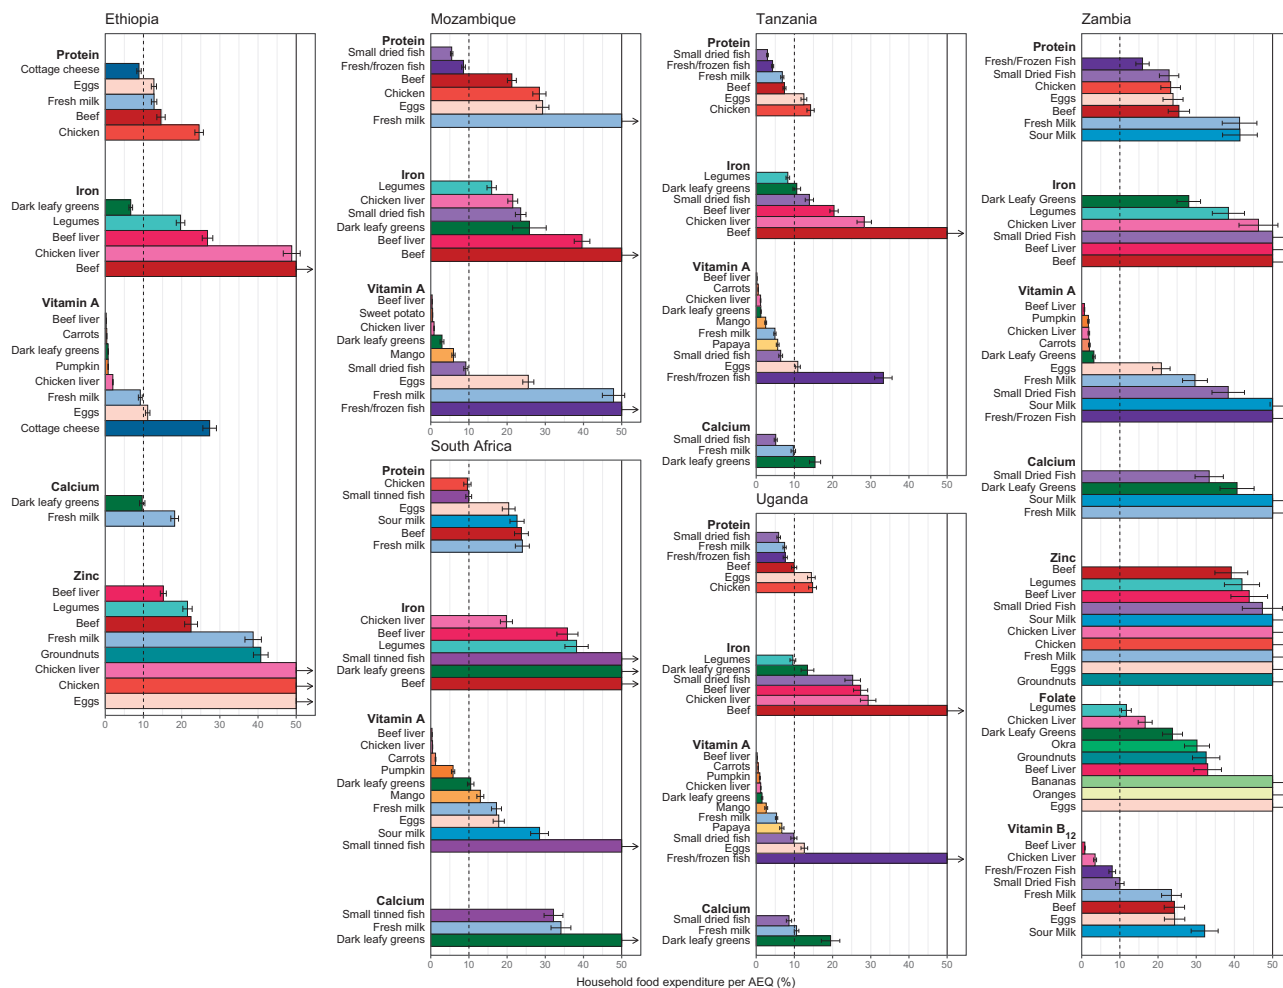 Ethiopia
Protein
Cottage cheese
Eggs
Fresh milk
Beef
Chicken
Iron
Dark leafy greens
Legumes
Beef liver
Chicken liver
Beef
Vitamin A
Beef liver
Carrots
Dark leafy greens
Pumpkin
Chicken liver
Fresh milk
Eggs
Cottage cheese
Calcium
Dark leafy greens
Fresh milk
Zinc
Beef liver
Legumes
Beef
Fresh milk
Groundnuts
Chicken liver
Chicken
Eggs
0 10 20 30 40 50
Mozambique
Protein
Small dried fish
Fresh/frozen fish
Beef
Chicken
Eggs
Fresh milk
Iron
Legumes
Chicken liver
Small dried fish
Dark leafy greens
Beef liver
Beef
Vitamin A
Beef liver
Sweet potato
Chicken liver
Dark leafy greens
Mango
Small dried fish
Eggs
Fresh milk
Fresh/frozen fish
0 10 20 30 40 50
South Africa
Protein
Chicken
Small tinned fish
Eggs
Sour milk
Beef
Fresh milk
Iron
Chicken liver
Beef liver
Legumes
Small tinned fish
Dark leafy greens
Beef
Vitamin A
Beef liver
Chicken liver
Carrots
Pumpkin
Dark leafy greens
Mango
Fresh milk
Eggs
Sour milk
Small tinned fish
Calcium
Small tinned fish
Fresh milk
Dark leafy greens
0 10 20 30 40 50
Tanzania
Protein
Small dried fish
Fresh/frozen fish
Fresh milk
Beef
Eggs
Chicken
Iron
Legumes
Dark leafy greens
Small dried fish
Beef liver
Chicken liver
Beef
Vitamin A
Beef liver
Carrots
Chicken liver
Dark leafy greens
Mango
Fresh milk
Papaya
Small dried fish
Eggs
Fresh/frozen fish
Calcium
Small dried fish
Fresh milk
Dark leafy greens
0 10 20 30 40 50
Uganda
Protein
Small dried fish
Fresh milk
Fresh/frozen fish
Beef
Eggs
Chicken
Iron
Legumes
Dark leafy greens
Small dried fish
Beef liver
Chicken liver
Beef
Vitamin A
Beef liver
Carrots
Pumpkin
Chicken liver
Dark leafy greens
Mango
Fresh milk
Papaya
Small dried fish
Eggs
Fresh/frozen fish
Calcium
Small dried fish
Fresh milk
Dark leafy greens
0 10 20 30 40 50
Zambia
Protein
Fresh/Frozen Fish
Small Dried Fish
Chicken
Eggs
Beef
Fresh Milk
Sour Milk
Iron
Dark Leafy Greens
Legumes
Chicken Liver
Small Dried Fish
Beef Liver
Beef
Vitamin A
Beef Liver
Pumpkin
Chicken Liver
Carrots
Dark Leafy Greens
Eggs
Fresh Milk
Small Dried Fish
Sour Milk
Fresh/Frozen Fish
Calcium
Small Dried Fish
Dark Leafy Greens
Sour Milk
Fresh Milk
Zinc
Beef
Legumes
Beef Liver
Small Dried Fish
Sour Milk
Chicken Liver
Chicken
Fresh Milk
Eggs
Groundnuts
Folate
Legumes
Chicken Liver
Dark Leafy Greens
Okra
Groundnuts
Beef Liver
Bananas
Oranges
Eggs
Vitamin B12
Beef Liver
Chicken Liver
Fresh/Frozen Fish
Small Dried Fish
Fresh Milk
Beef
Eggs
Sour Milk
0 10 20 30 40 50
Household food expenditure per AEQ (%)